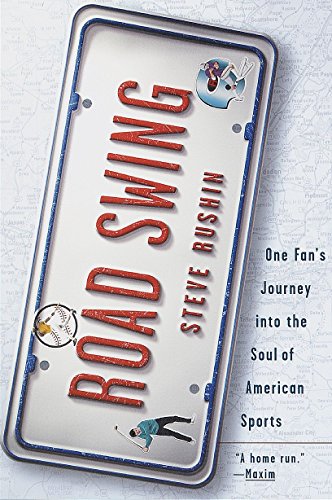 ROAD SWING
STEVE RUSHIN
One Fan's
Journey
into the
Soul of
American
Sports
"A home run."
—Maxim